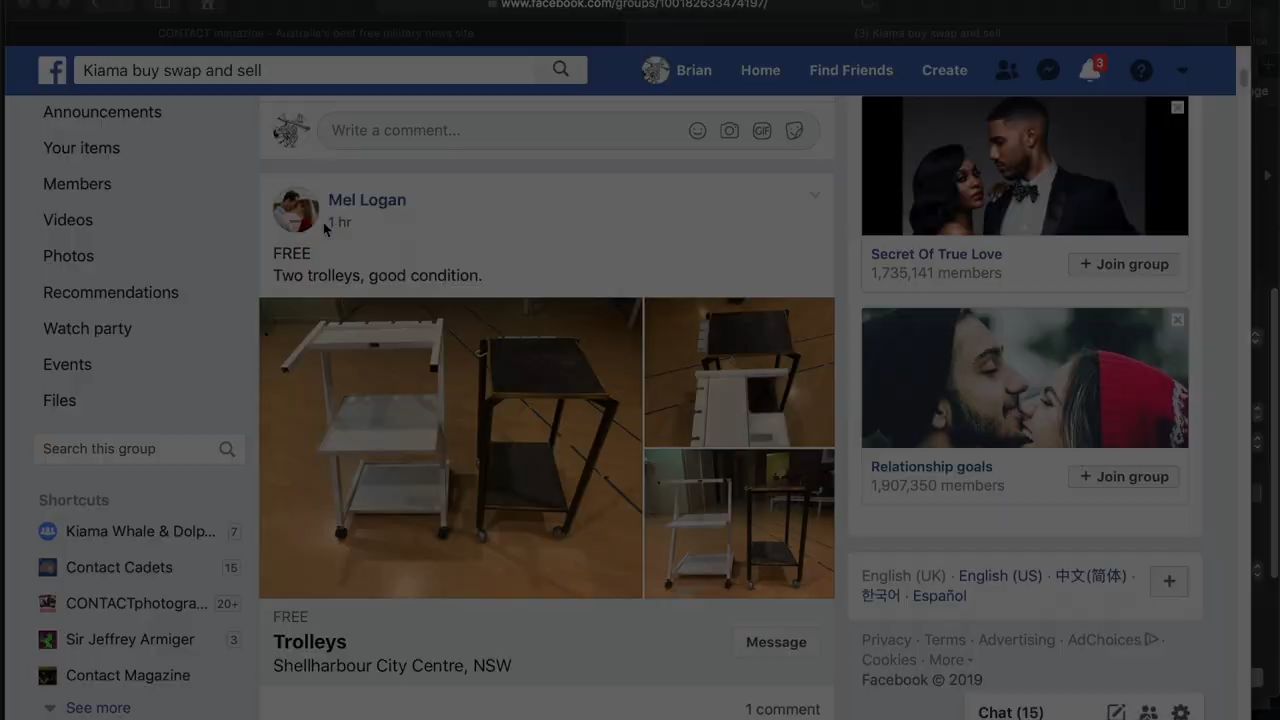 www.facebook.com/groups/100182633474197/
CONTACT magazine - Australia's best free military news site
(3) Kiama buy swap and sell
Kiama buy swap and sell
Brian
Home
Find Friends
Create
3
Announcements
Your items
Members
Videos
Photos
Recommendations
Watch party
Events
Files
Search this group
Shortcuts
Kiama Whale & Dolp... 7
Contact Cadets 15
CONTACTphotogra... 20+
Sir Jeffrey Armiger 3
Contact Magazine
See more
Write a comment...
GIF
Mel Logan
1 hr
FREE
Two trolleys, good condition.
FREE
Trolleys
Shellharbour City Centre, NSW
Message
1 comment
Secret Of True Love
1,735,141 members
+ Join group
Relationship goals
1,907,350 members
+ Join group
English (UK) · English (US) · 中文(简体) ·
한국어 · Español
+
Privacy · Terms · Advertising · AdChoices ·
Cookies · More
Facebook © 2019
Chat (15)